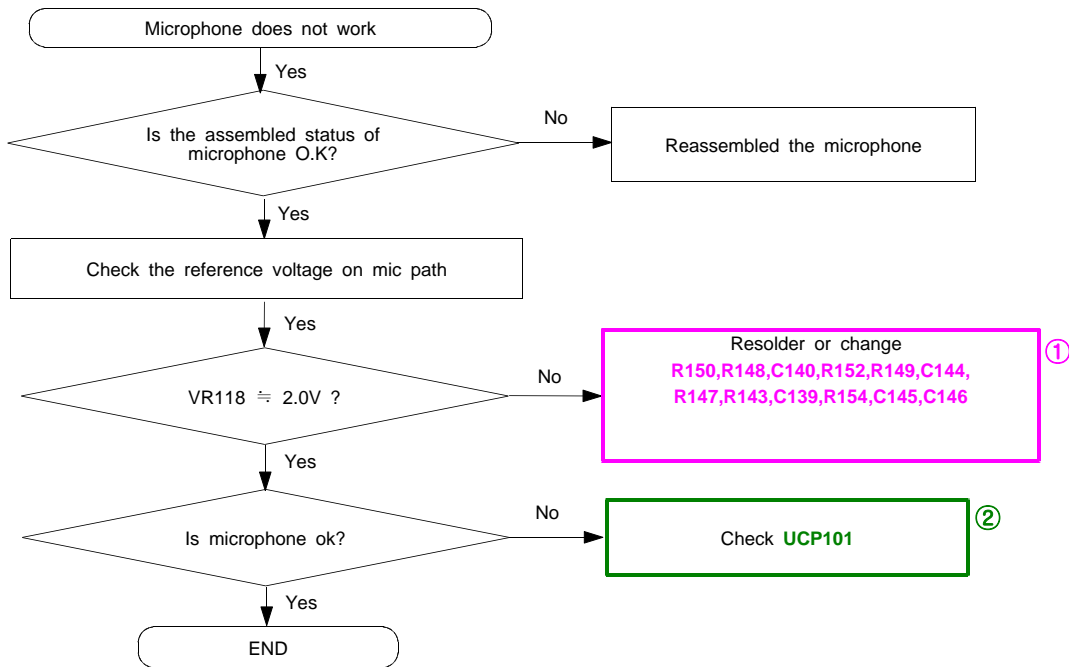 Microphone does not work
Yes
Is the assembled status of
microphone O.K?
No
Reassembled the microphone
Yes
Check the reference voltage on mic path
Yes
VR118 ≒ 2.0V ?
No
Resolder or change
R150,R148,C140,R152,R149,C144,
R147,R143,C139,R154,C145,C146
①
Yes
Is microphone ok?
No
Check UCP101
②
Yes
END